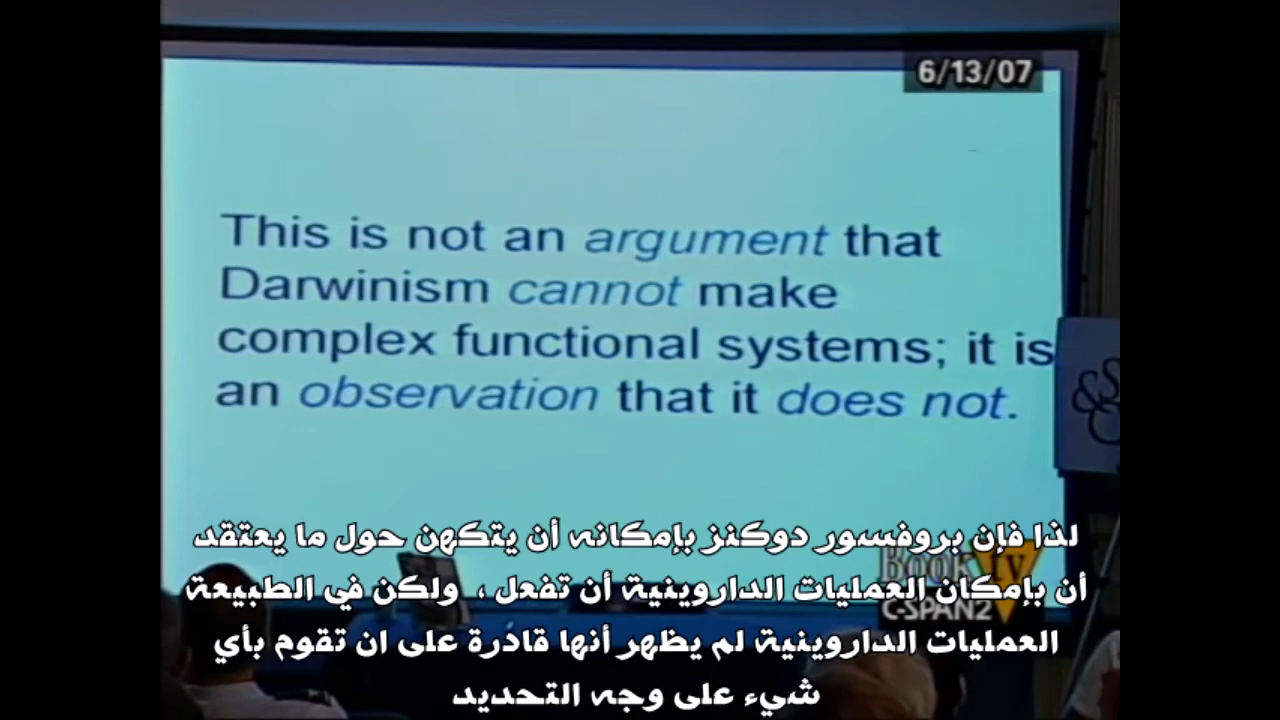 6/13/07
This is not an argument that
Darwinism cannot make
complex functional systems; it is
an observation that it does not.
لذا فإن بروفسور دوكنز بإمكانه أن يتكهن حول ما يعتقد
أن بإمكان العمليات الداروينية أن تفعل ، ولكن في الطبيعة
العمليات الداروينية لم يظهر أنها قادرة على ان تقوم بأي
شيء على وجه التحديد
Book tv
C-SPAN2